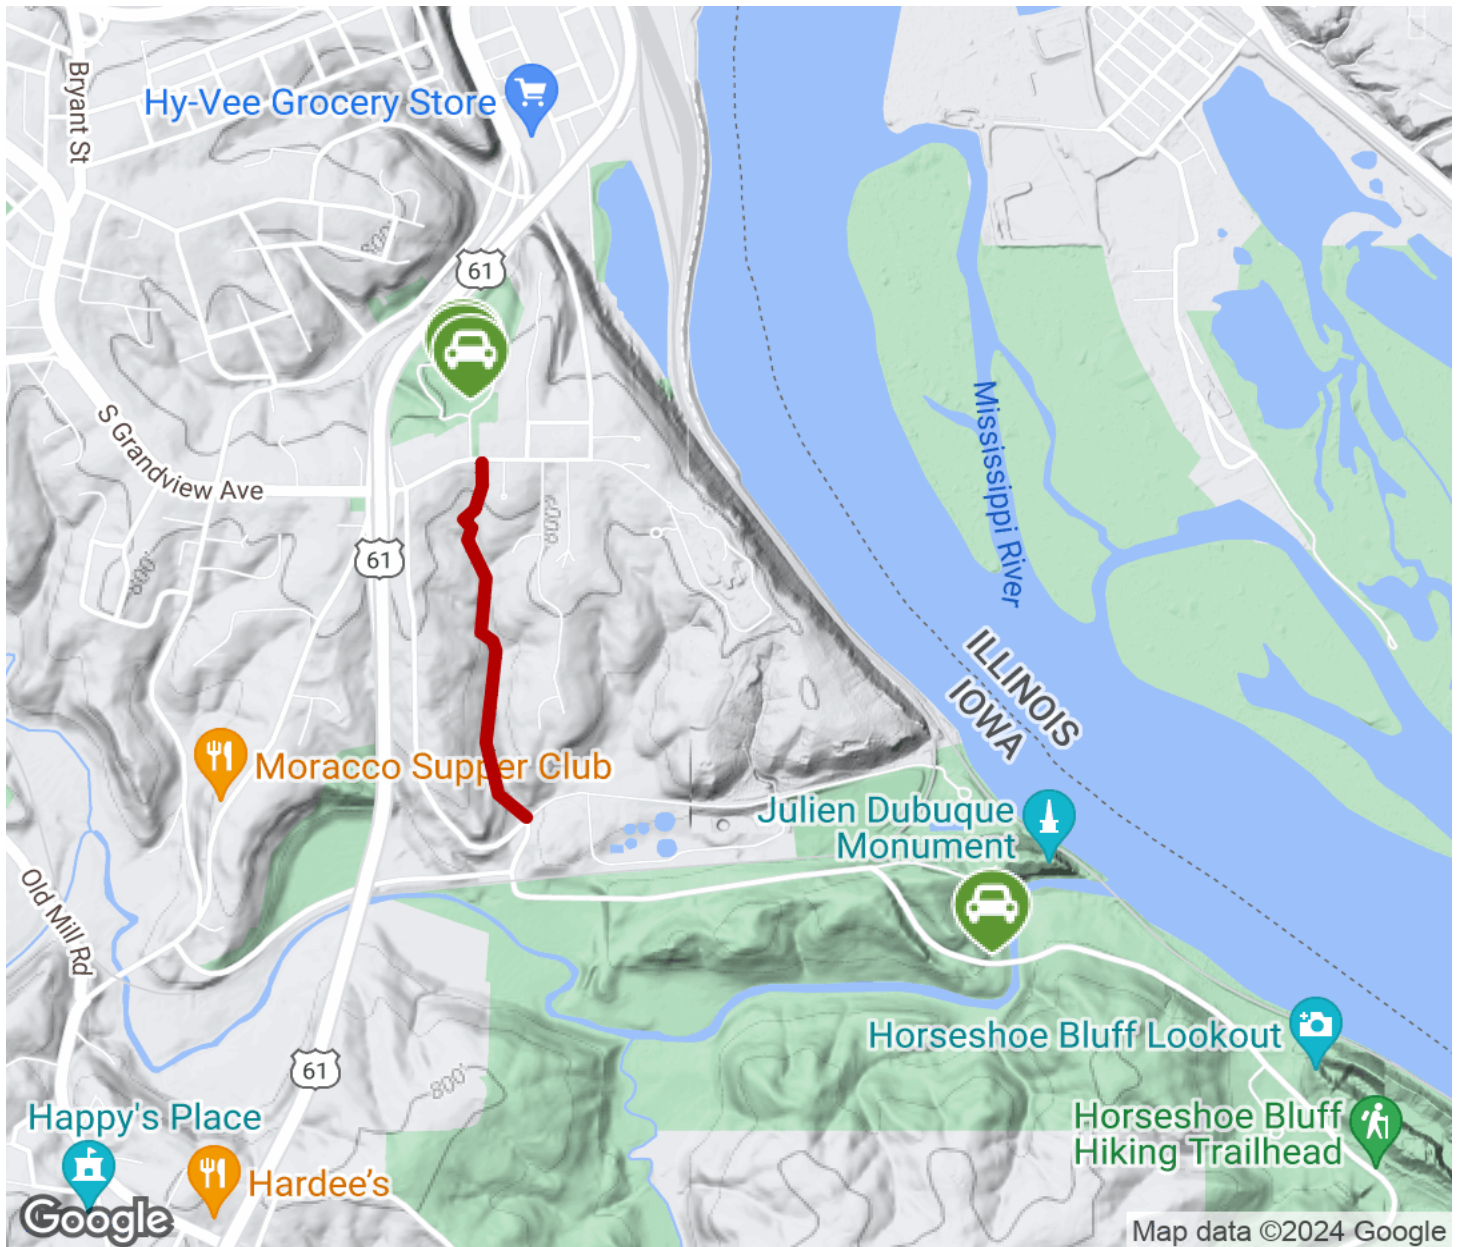 Bryant St
Hy-Vee Grocery Store
800'
61
S Grandview Ave
Mississippi River
800'
61
800'
ILLINOIS
IOWA
Moracco Supper Club
Julien Dubuque
Monument
Old Mill Rd
Horseshoe Bluff Lookout
61
800'
Happy's Place
Horseshoe Bluff
Hiking Trailhead
Hardee's
Google
Map data ©2024 Google